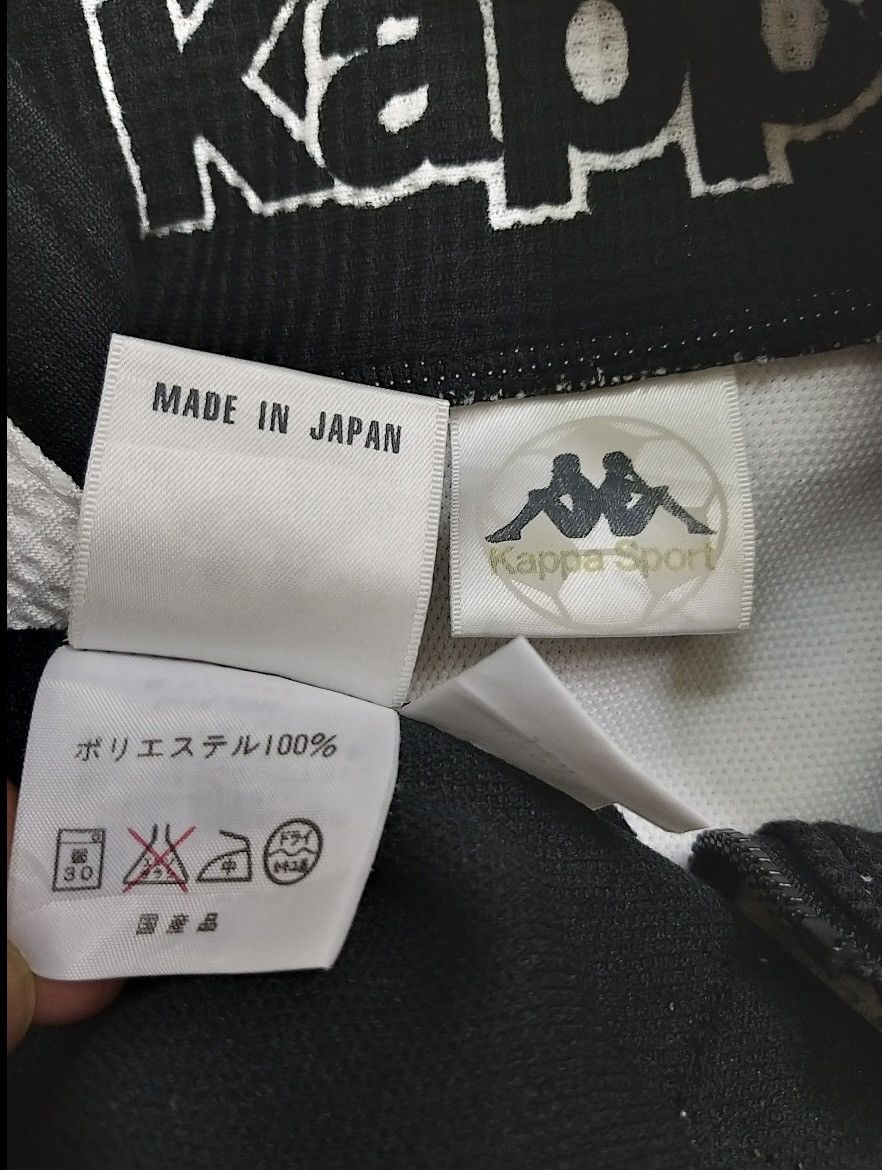 Kapp
MADE IN JAPAN
Kappa Sport
ポリエステル100%
30
中
ドライ
国産品